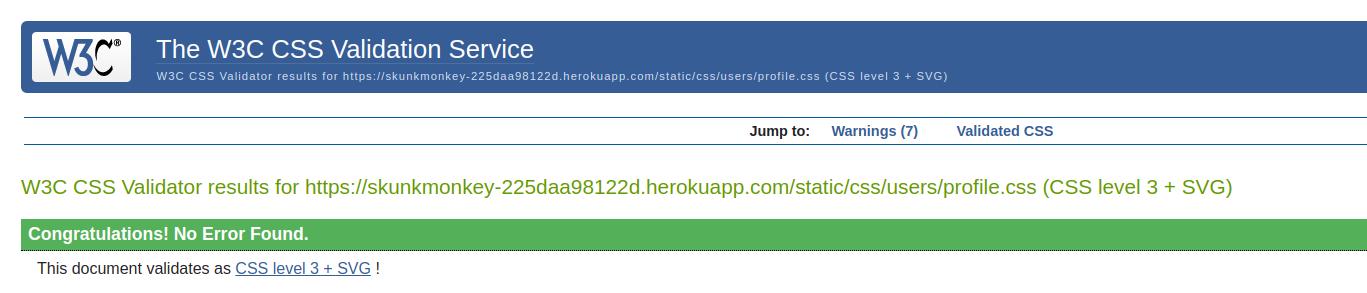 W3C®
The W3C CSS Validation Service
W3C CSS Validator results for https://skunkmonkey-225daa98122d.herokuapp.com/static/css/users/profile.css (CSS level 3 + SVG)
Jump to: Warnings (7) Validated CSS
W3C CSS Validator results for https://skunkmonkey-225daa98122d.herokuapp.com/static/css/users/profile.css (CSS level 3 + SVG)
Congratulations! No Error Found.
This document validates as CSS level 3 + SVG !